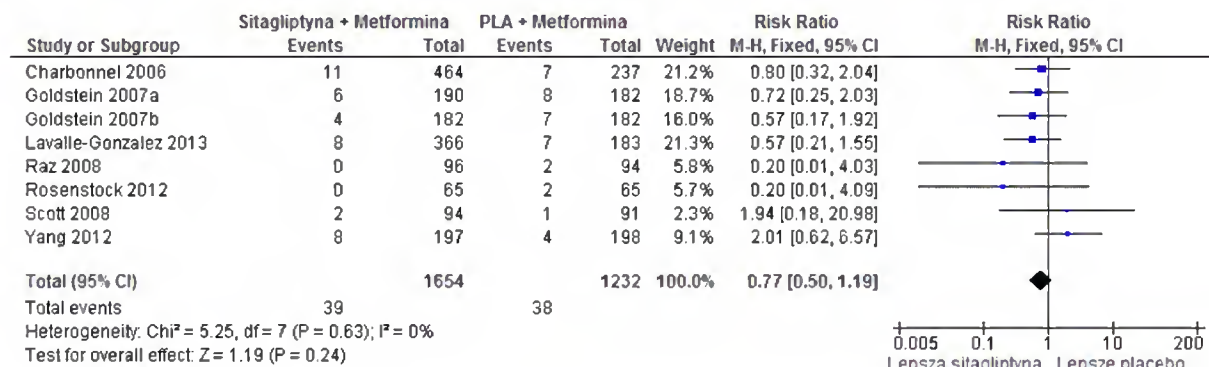 Sitagliptyna + Metformina PLA + Metformina Risk Ratio Risk Ratio
Study or Subgroup Events Total Events Total Weight M-H, Fixed, 95% CI M-H, Fixed, 95% CI
Charbonnel 2006 11 464 7 237 21.2% 0.80 [0.32, 2.04]
Goldstein 2007a 6 190 8 182 18.7% 0.72 [0.25, 2.03]
Goldstein 2007b 4 182 7 182 16.0% 0.57 [0.17, 1.92]
Lavalle-Gonzalez 2013 8 366 7 183 21.3% 0.57 [0.21, 1.55]
Raz 2008 0 96 2 94 5.8% 0.20 [0.01, 4.03]
Rosenstock 2012 0 65 2 65 5.7% 0.20 [0.01, 4.09]
Scott 2008 2 94 1 91 2.3% 1.94 [0.18, 20.98]
Yang 2012 8 197 4 198 9.1% 2.01 [0.62, 6.57]
Total (95% CI) 1654 1232 100.0% 0.77 [0.50, 1.19]
Total events 39 38
Heterogeneity: Chi² = 5.25, df = 7 (P = 0.63); I² = 0%
Test for overall effect: Z = 1.19 (P = 0.24)
0.005 0.1 1 10 200
Lepsza sitagliptyna Lepsze placebo